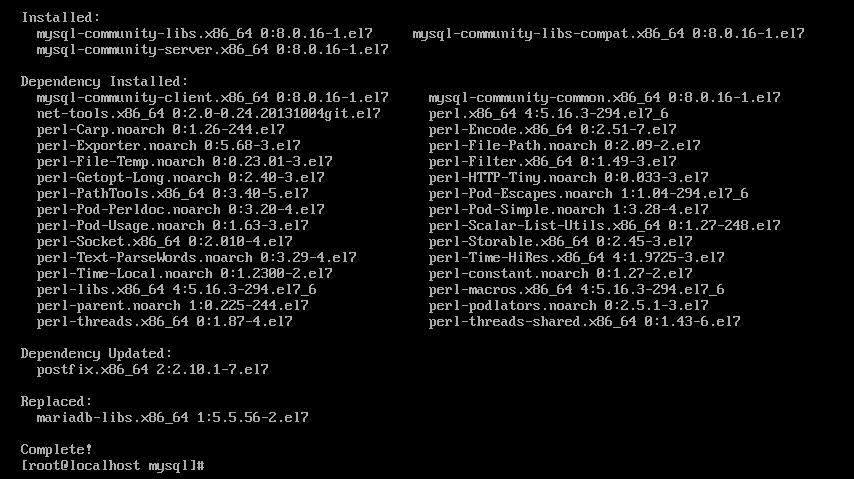 Installed:
mysql-community-libs.x86_64 0:8.0.16-1.el7 mysql-community-libs-compat.x86_64 0:8.0.16-1.el7
mysql-community-server.x86_64 0:8.0.16-1.el7
Dependency Installed:
mysql-community-client.x86_64 0:8.0.16-1.el7 mysql-community-common.x86_64 0:8.0.16-1.el7
net-tools.x86_64 0:2.0-0.24.20131004git.el7 perl.x86_64 4:5.16.3-294.el7_6
perl-Carp.noarch 0:1.26-244.el7 perl-Encode.x86_64 0:2.51-7.el7
perl-Exporter.noarch 0:5.68-3.el7 perl-File-Path.noarch 0:2.09-2.el7
perl-File-Temp.noarch 0:0.23.01-3.el7 perl-Filter.x86_64 0:1.49-3.el7
perl-Getopt-Long.noarch 0:2.40-3.el7 perl-HTTP-Tiny.noarch 0:0.033-3.el7
perl-PathTools.x86_64 0:3.40-5.el7 perl-Pod-Escapes.noarch 1:1.04-294.el7_6
perl-Pod-Perldoc.noarch 0:3.20-4.el7 perl-Pod-Simple.noarch 1:3.28-4.el7
perl-Pod-Usage.noarch 0:1.63-3.el7 perl-Scalar-List-Utils.x86_64 0:1.27-248.el7
perl-Socket.x86_64 0:2.010-4.el7 perl-Storable.x86_64 0:2.45-3.el7
perl-Text-ParseWords.noarch 0:3.29-4.el7 perl-Time-HiRes.x86_64 4:1.9725-3.el7
perl-Time-Local.noarch 0:1.2300-2.el7 perl-constant.noarch 0:1.27-2.el7
perl-libs.x86_64 4:5.16.3-294.el7_6 perl-macros.x86_64 4:5.16.3-294.el7_6
perl-parent.noarch 1:0.225-244.el7 perl-podlators.noarch 0:2.5.1-3.el7
perl-threads.x86_64 0:1.87-4.el7 perl-threads-shared.x86_64 0:1.43-6.el7
Dependency Updated:
postfix.x86_64 2:2.10.1-7.el7
Replaced:
mariadb-libs.x86_64 1:5.5.56-2.el7
Complete!
[root@localhost mysql]#